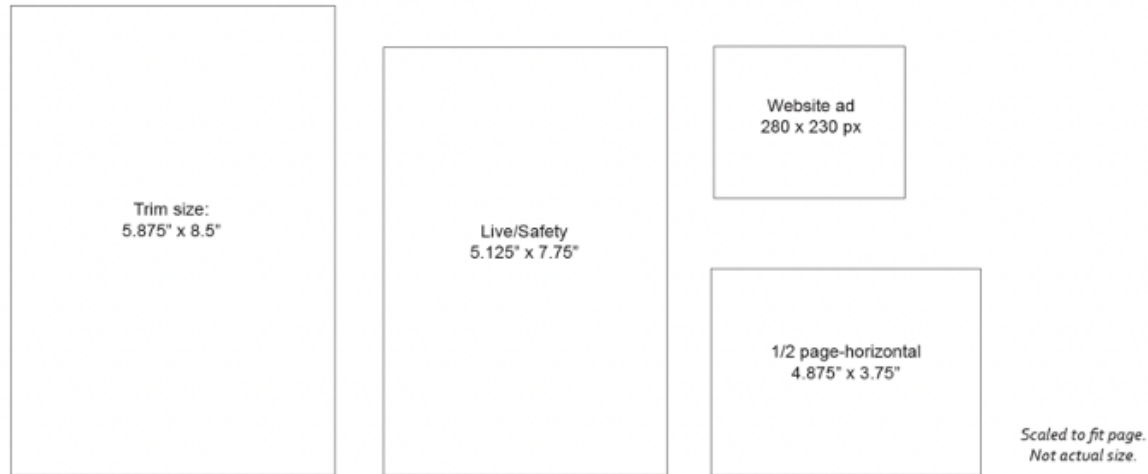 Trim size:
5.875” x 8.5”
Live/Safety
5.125” x 7.75”
Website ad
280 x 230 px
1/2 page-horizontal
4.875” x 3.75”
Scaled to fit page.
Not actual size.